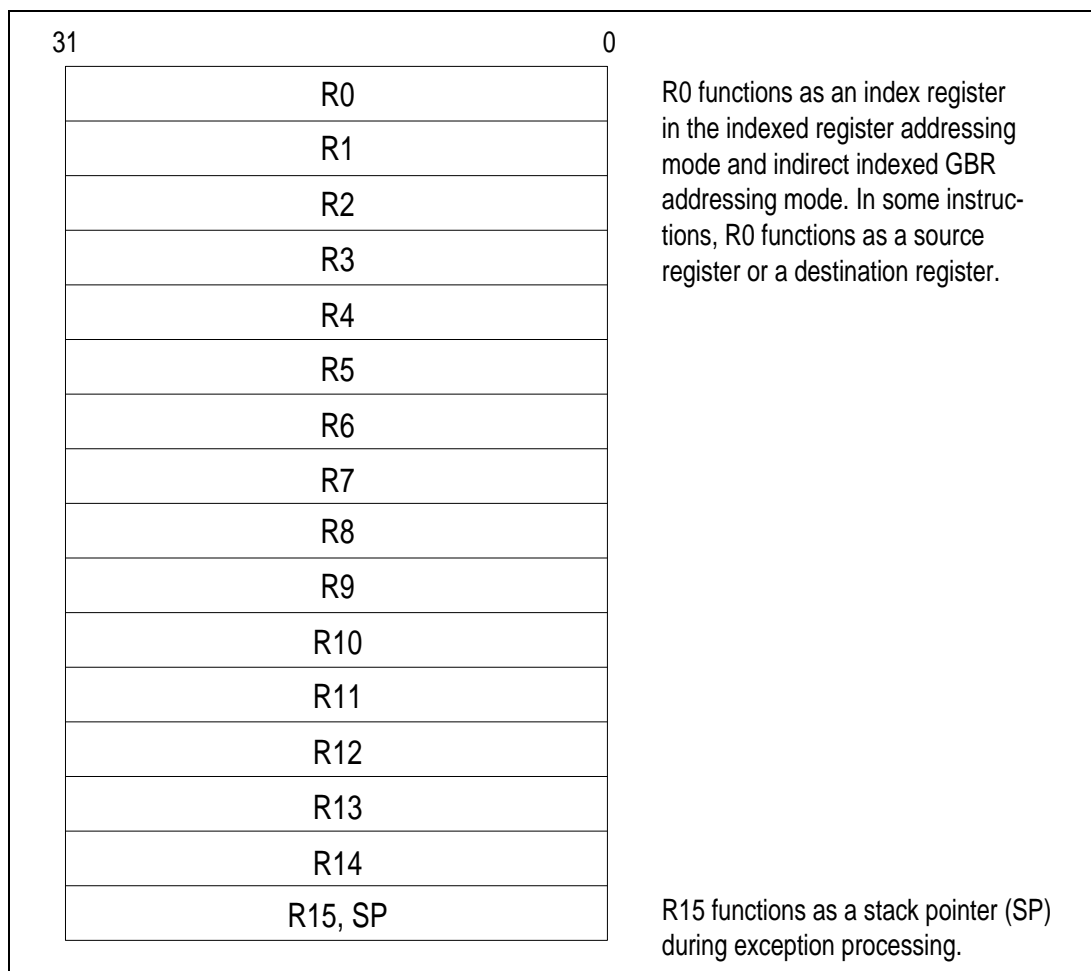 31 0
R0
R1
R2
R3
R4
R5
R6
R7
R8
R9
R10
R11
R12
R13
R14
R15, SP
R0 functions as an index register
in the indexed register addressing
mode and indirect indexed GBR
addressing mode. In some instruc-
tions, R0 functions as a source
register or a destination register.
R15 functions as a stack pointer (SP)
during exception processing.